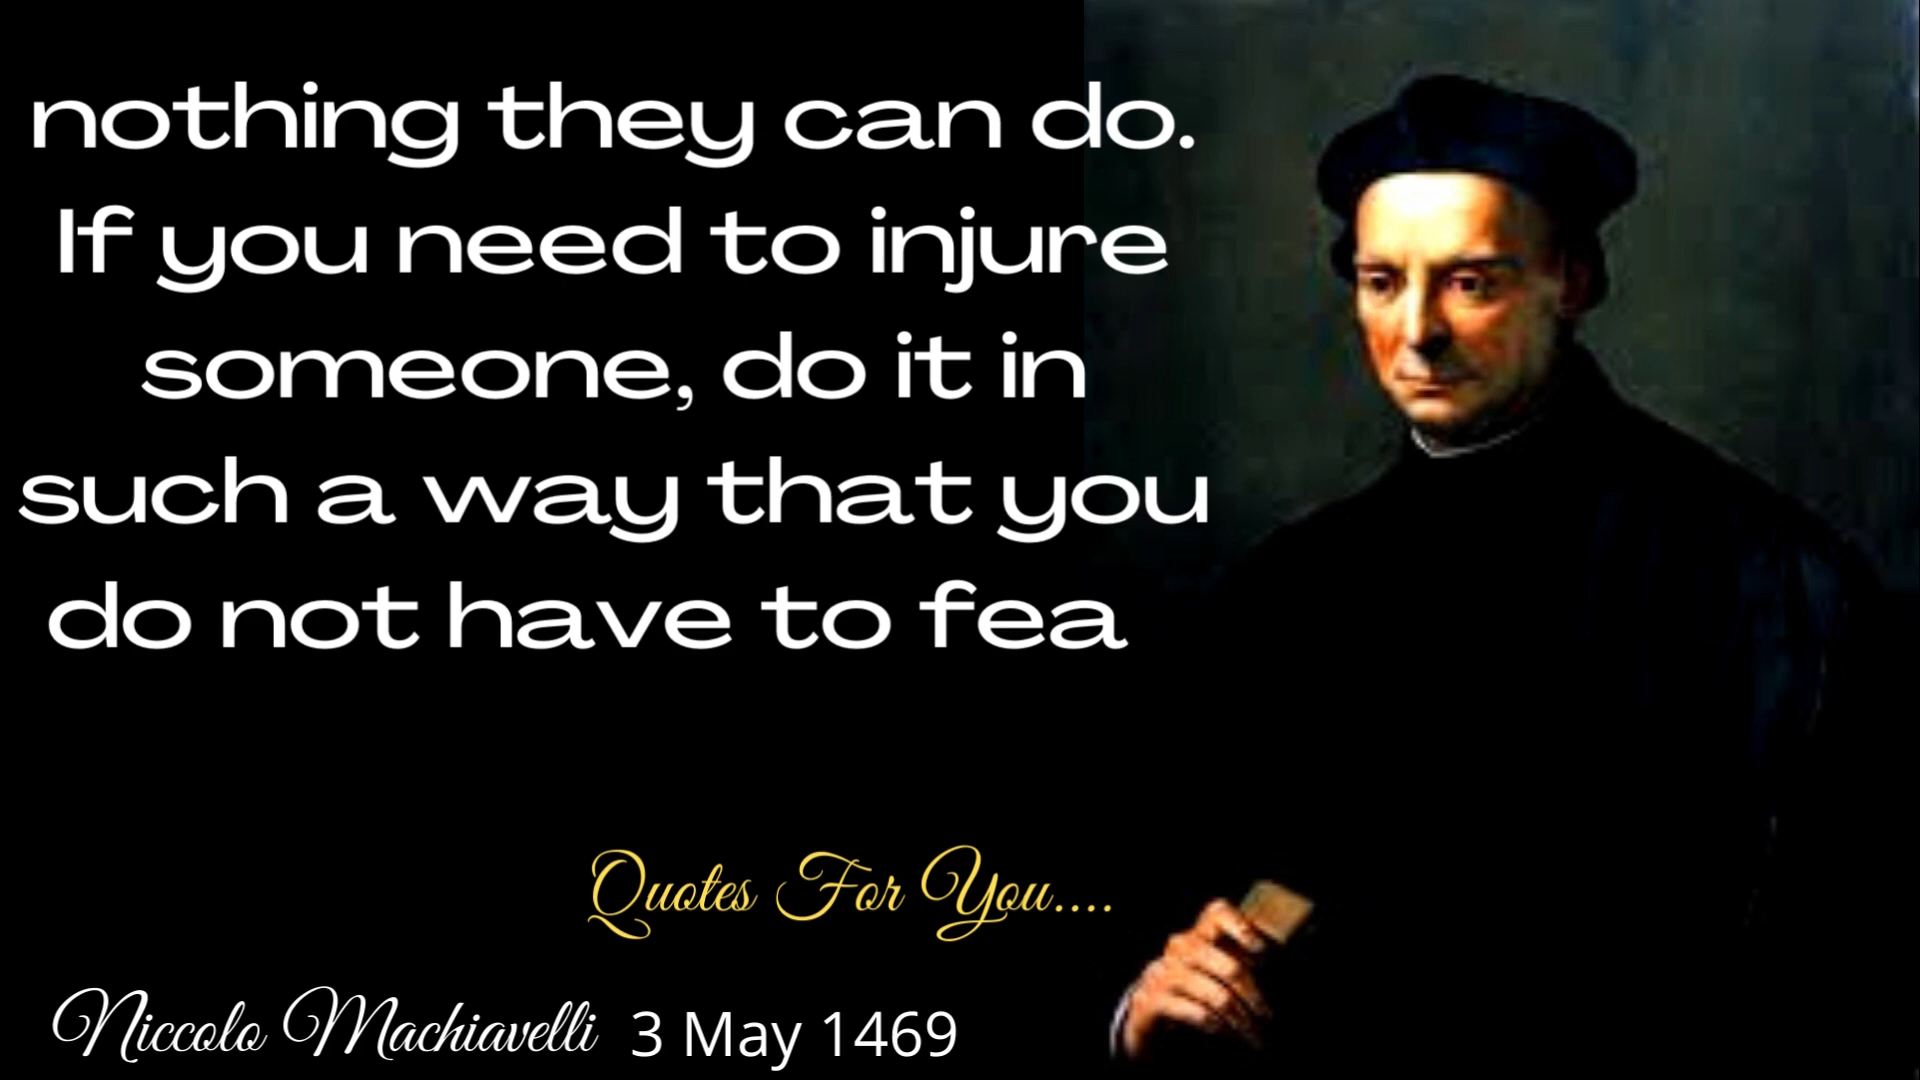 nothing they can do.
If you need to injure
someone, do it in
such a way that you
do not have to fea
Quotes For You....
Niccolo Machiavelli 3 May 1469